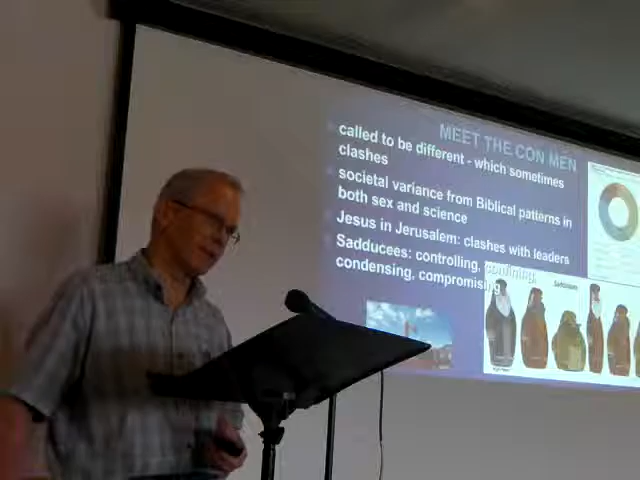 MEET THE CON MEN
called to be different - which sometimes
clashes
societal variance from Biblical patterns in
both sex and science
Jesus in Jerusalem: clashes with leaders
Sadducees: controlling, confining,
condensing, compromising
Sadducees